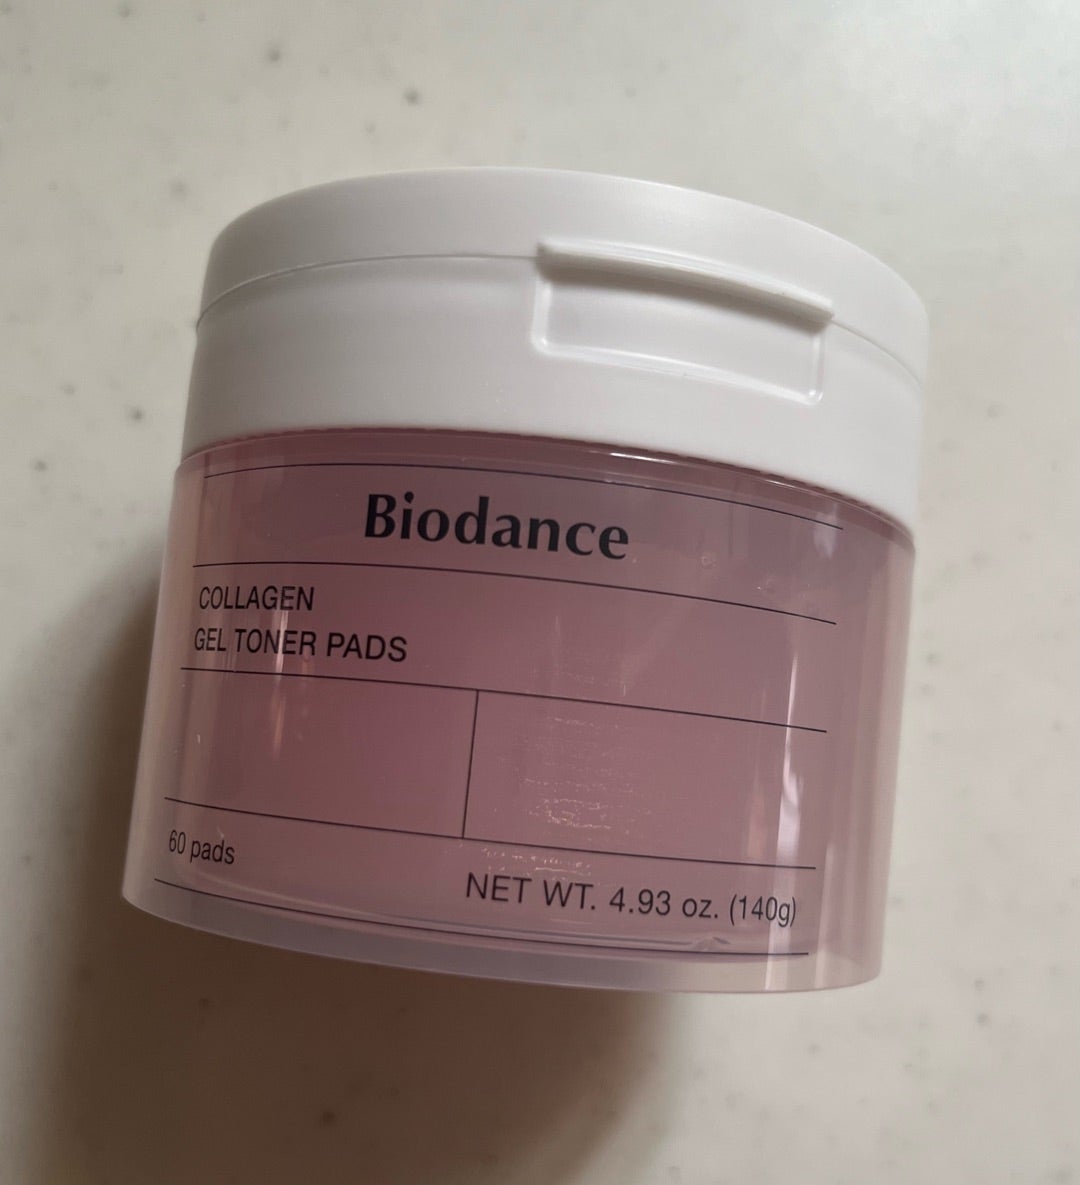 Biodance
COLLAGEN
GEL TONER PADS
60 pads
NET WT. 4.93 oz. (140g)